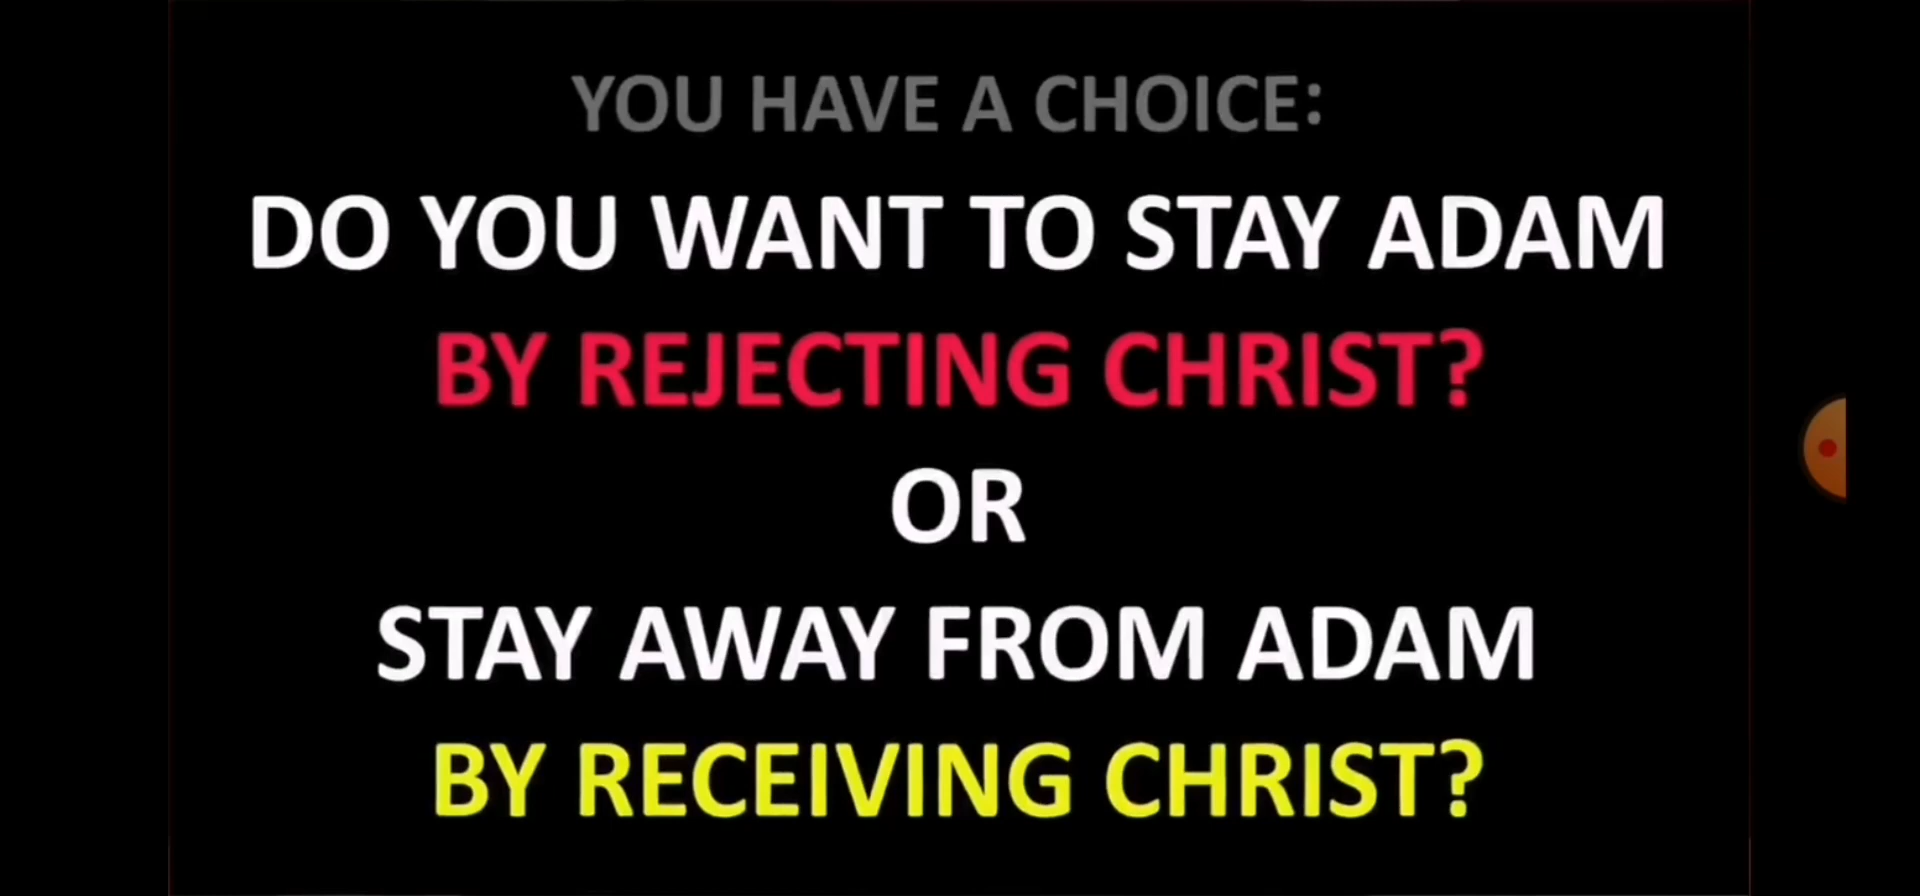 YOU HAVE A CHOICE:
DO YOU WANT TO STAY ADAM
BY REJECTING CHRIST?
OR
STAY AWAY FROM ADAM
BY RECEIVING CHRIST?